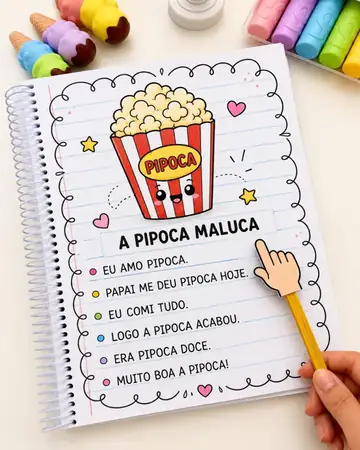 PIPOCA
A PIPOCA MALUCA
EU AMO PIPOCA.
PAPAI ME DEU PIPOCA HOJE.
EU COMI TUDO.
LOGO A PIPOCA ACABOU.
ERA PIPOCA DOCE.
MUITO BOA A PIPOCA!